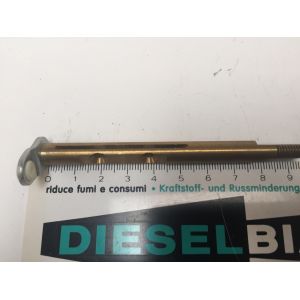 0 1 2 3 4 5 6 7 8 9
riduce fumi e consumi • Kraftstoff- und Russminderung
DIESELBI